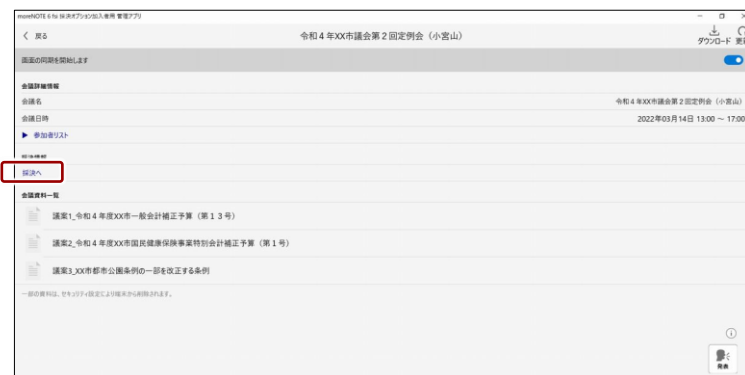 moreNOTE 6 for 採決オプション加入者用 管理アプリ
戻る
令和４年XX市議会第２回定例会（小宮山）
ダウンロード 更新
画面の同期を開始します
会議詳細情報
会議名 令和４年XX市議会第２回定例会（小宮山）
会議日時 2022年03月14日 13:00 ～ 17:00
▶ 参加者リスト
採決情報
採決へ
会議資料一覧
議案1_令和４年度XX市一般会計補正予算（第１３号）
議案2_令和４年度XX市国民健康保険事業特別会計補正予算（第１号）
議案3_XX市都市公園条例の一部を改正する条例
一部の資料は、セキュリティ設定により端末から削除されます。
発表